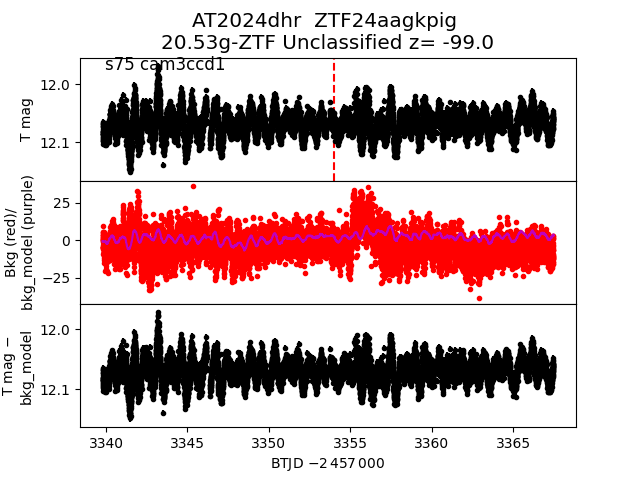 AT2024dhr  ZTF24aagkpig
20.53g-ZTF Unclassified z= -99.0
s75 cam3ccd1
12.0
12.1
T mag
25
0
−25
Bkg (red)/
bkg_model (purple)
12.0
12.1
T mag −
bkg_model
3340
3345
3350
3355
3360
3365
BTJD −2 457 000